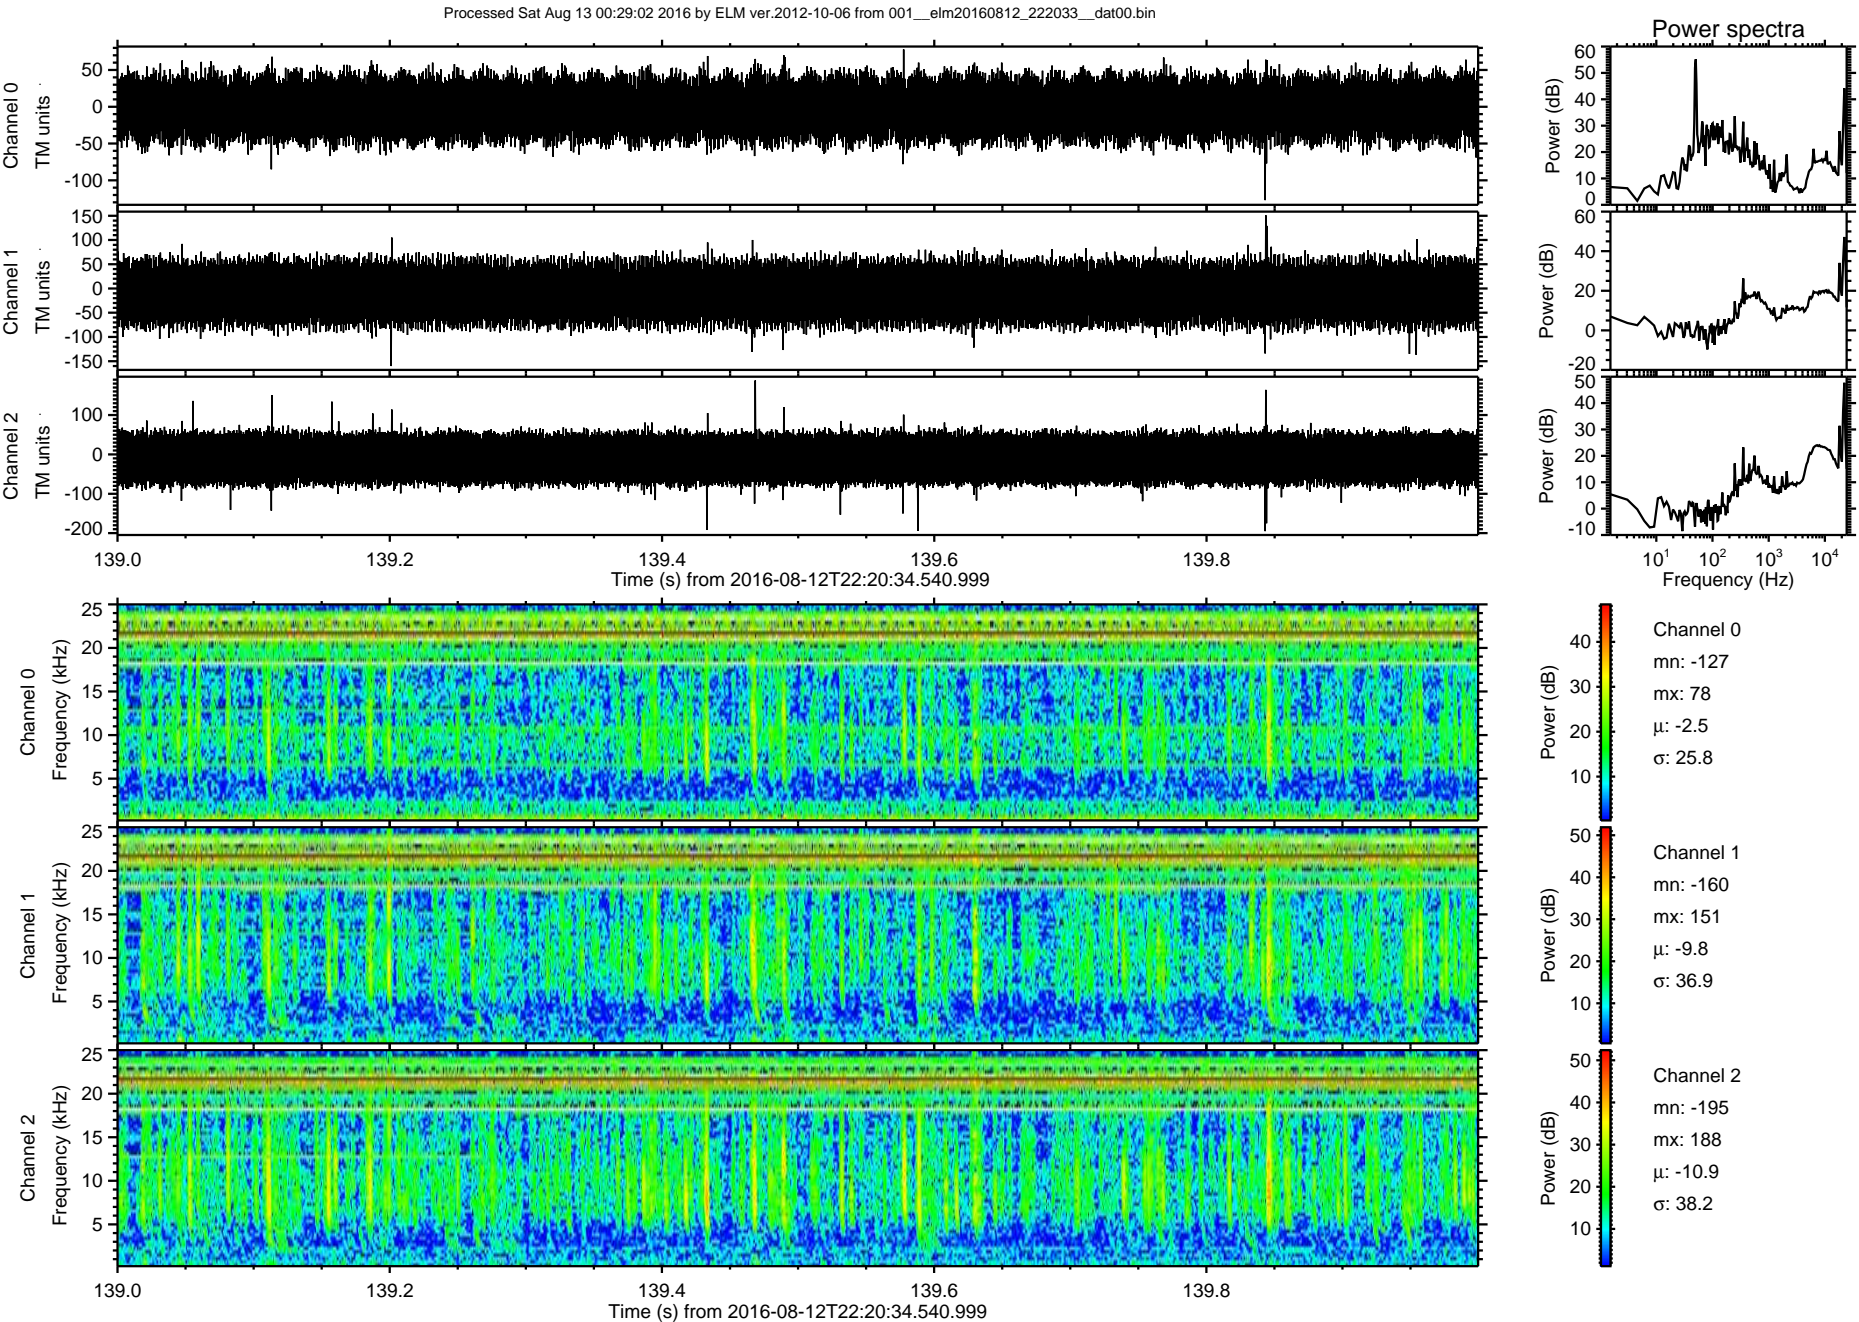 Processed Sat Aug 13 00:29:02 2016 by ELM ver.2012-10-06 from 001__elm20160812_222033__dat00.bin
Power spectra
Channel 0
TM units
50
0
-50
-100
Power (dB)
60
50
40
30
20
10
0
Channel 1
TM units
150
100
50
0
-50
-100
-150
Power (dB)
60
40
20
0
-20
Channel 2
TM units
100
0
-100
-200
Power (dB)
50
40
30
20
10
0
-10
139.0 139.2 139.4 139.6 139.8
Time (s) from 2016-08-12T22:20:34.540.999
10^1 10^2 10^3 10^4
Frequency (Hz)
Channel 0
Frequency (kHz)
25
20
15
10
5
Power (dB)
40
30
20
10
Channel 0
mn: -127
mx: 78
μ: -2.5
σ: 25.8
Channel 1
Frequency (kHz)
25
20
15
10
5
Power (dB)
50
40
30
20
10
Channel 1
mn: -160
mx: 151
μ: -9.8
σ: 36.9
Channel 2
Frequency (kHz)
25
20
15
10
5
Power (dB)
50
40
30
20
10
Channel 2
mn: -195
mx: 188
μ: -10.9
σ: 38.2
139.0 139.2 139.4 139.6 139.8
Time (s) from 2016-08-12T22:20:34.540.999